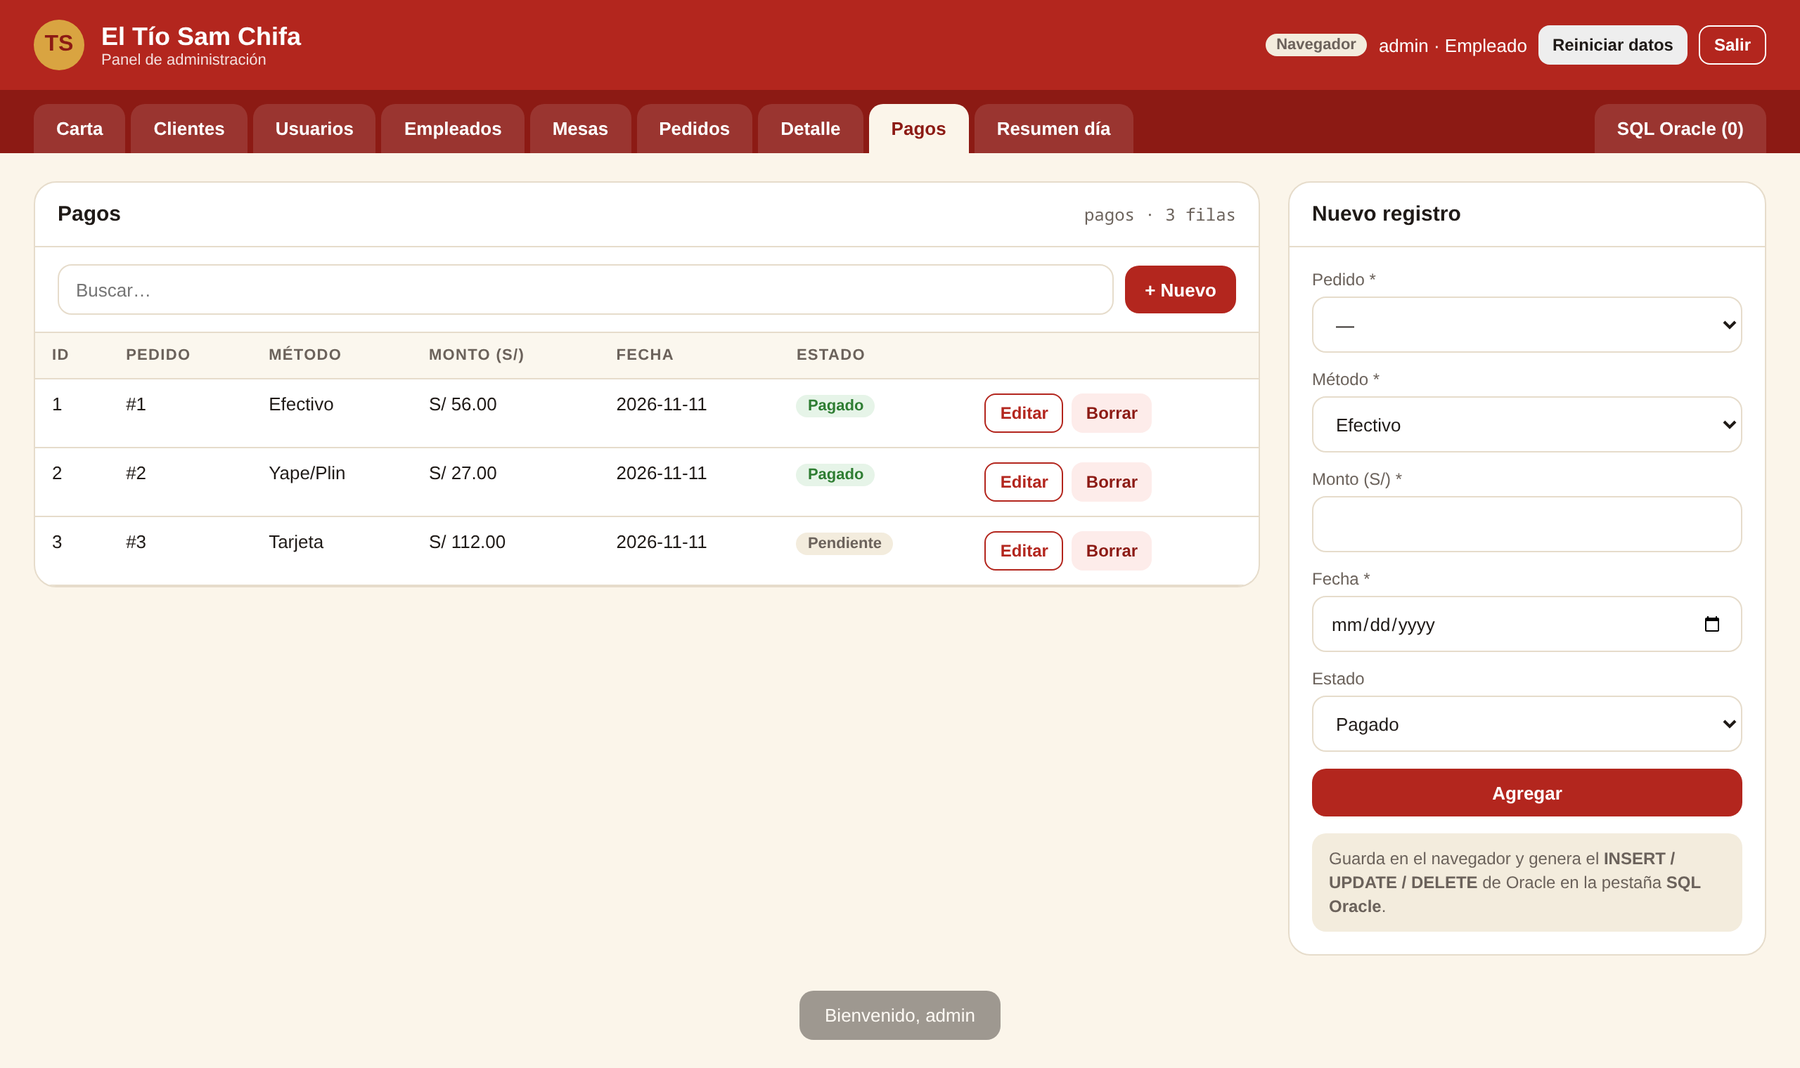 TS
El Tío Sam Chifa
Panel de administración
Navegador
admin · Empleado
Reiniciar datos
Salir
Carta
Clientes
Usuarios
Empleados
Mesas
Pedidos
Detalle
Pagos
Resumen día
SQL Oracle (0)
Pagos
pagos · 3 filas
Buscar…
+ Nuevo
ID PEDIDO MÉTODO MONTO (S/) FECHA ESTADO
1 #1 Efectivo S/ 56.00 2026-11-11 Pagado Editar Borrar
2 #2 Yape/Plin S/ 27.00 2026-11-11 Pagado Editar Borrar
3 #3 Tarjeta S/ 112.00 2026-11-11 Pendiente Editar Borrar
Nuevo registro
Pedido *
—
Método *
Efectivo
Monto (S/) *
Fecha *
mm/dd/yyyy
Estado
Pagado
Agregar
Guarda en el navegador y genera el INSERT /
UPDATE / DELETE de Oracle en la pestaña SQL
Oracle.
Bienvenido, admin